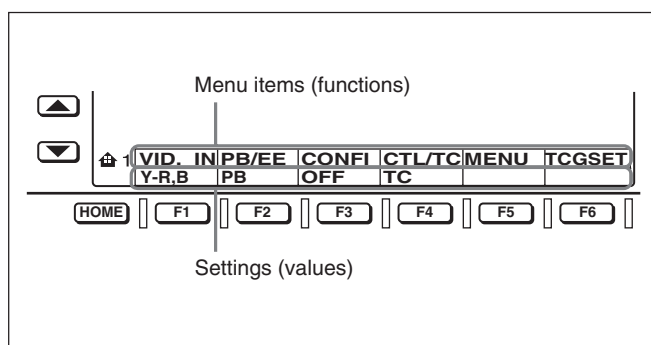 Menu items (functions)
1 VID. IN PB/EE CONFI CTL/TC MENU TCGSET
Y-R,B PB OFF TC
HOME F1 F2 F3 F4 F5 F6
Settings (values)